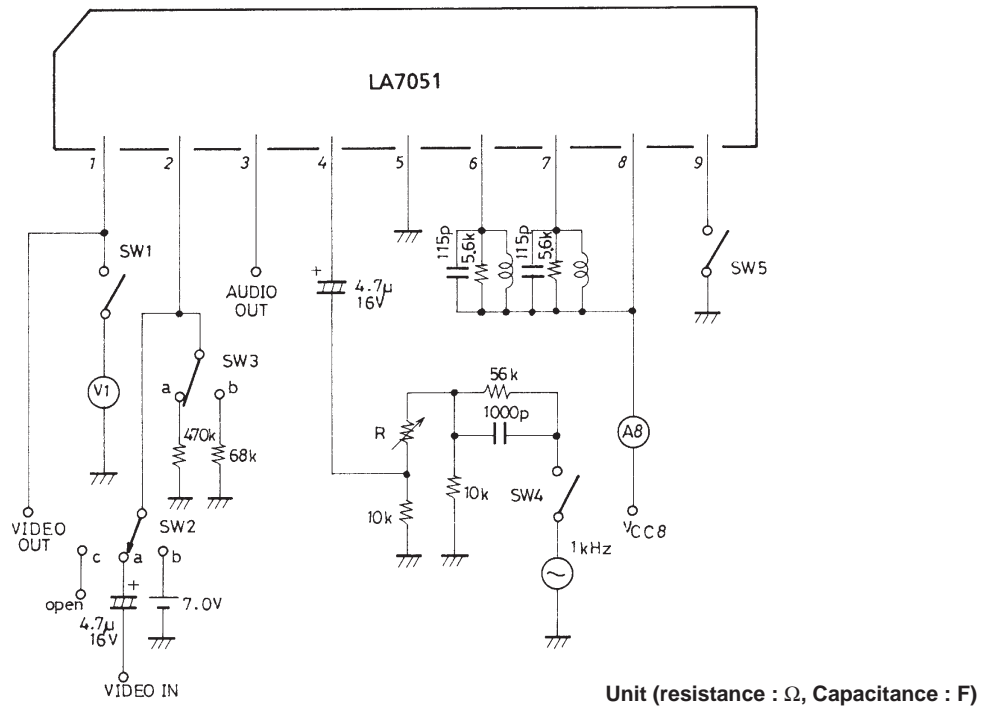 LA7051
1 2 3 4 5 6 7 8 9
115p 5.6k 115p 5.6k
SW1
SW5
AUDIO
OUT
+
4.7μ
16V
SW3
a b
56k
1000p
V1
R
A8
470k
68k
10k
SW4
10k
VIDEO
OUT
SW2
VCC8
1kHz
c a b
+
open
7.0V
4.7μ
16V
VIDEO IN
Unit (resistance : Ω, Capacitance : F)